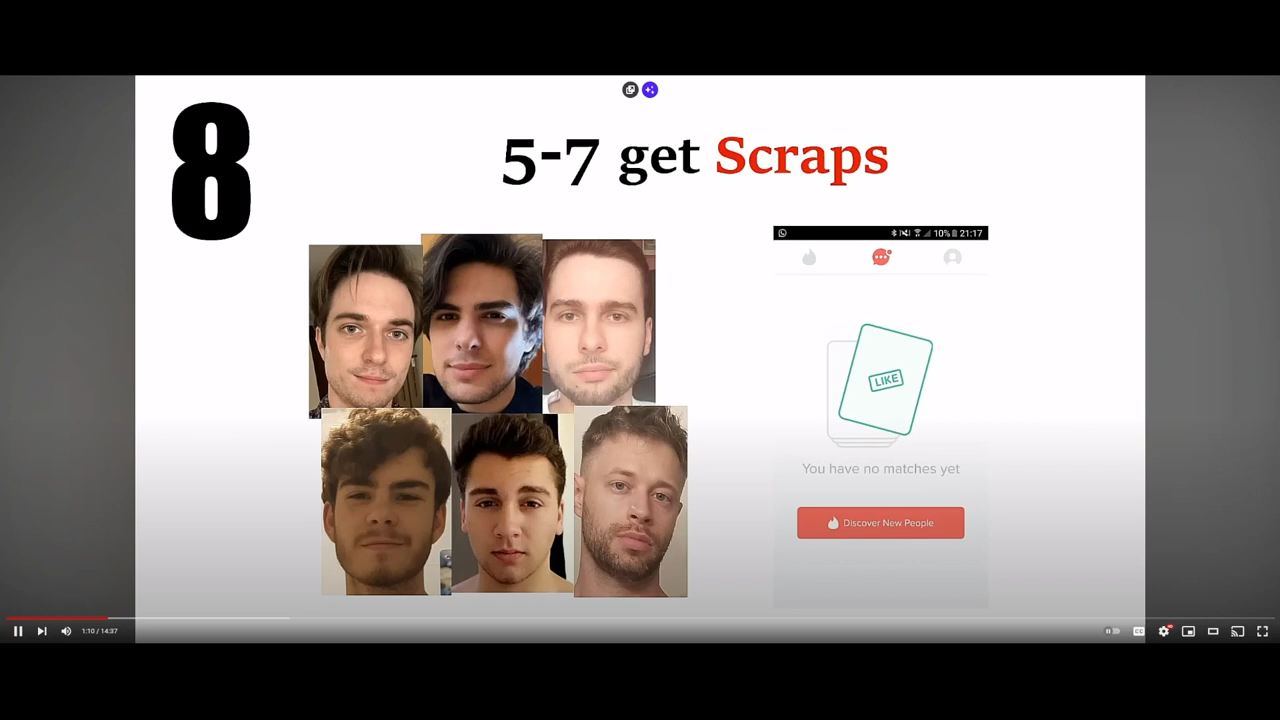 8
5-7 get Scraps
10% 21:17
LIKE
You have no matches yet
Discover New People
1:10 / 14:37
CC